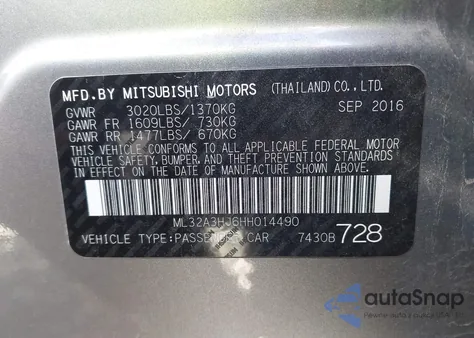 MFD.BY MITSUBISHI MOTORS (THAILAND) CO.,LTD.
GVWR 3020LBS/1370KG SEP 2016
GAWR FR 1609LBS/ 730KG
GAWR RR 1477LBS/ 670KG
THIS VEHICLE CONFORMS TO ALL APPLICABLE FEDERAL MOTOR
VEHICLE SAFETY, BUMPER, AND THEFT PREVENTION STANDARDS
IN EFFECT ON THE DATE OF MANUFACTURE SHOWN ABOVE.
ML32A3HJ6HH014490
VEHICLE TYPE:PASSENGER CAR 7430B 728
autoSnap